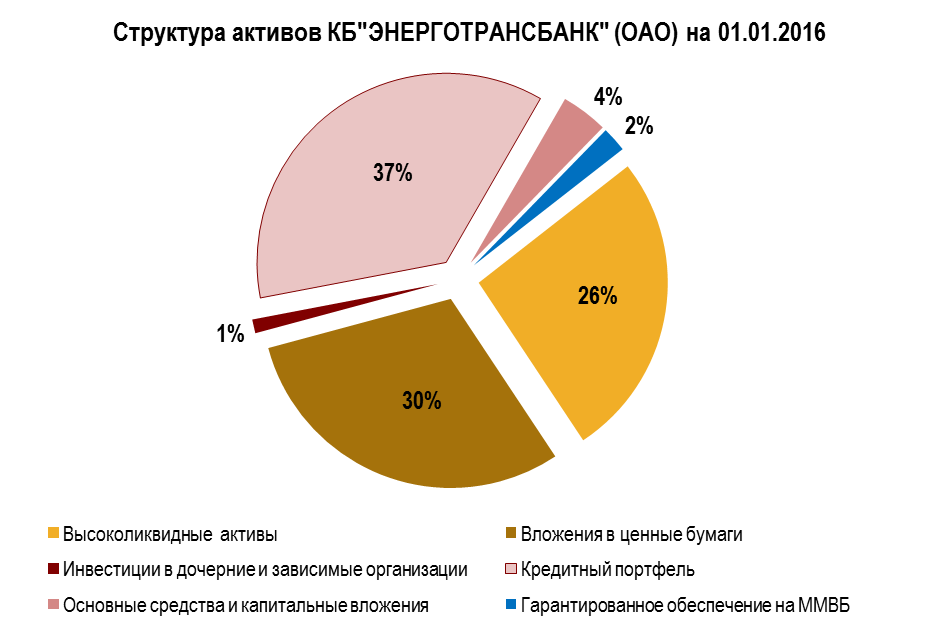 Структура активов КБ"ЭНЕРГОТРАНСБАНК" (ОАО) на 01.01.2016
4%
2%
37%
26%
1%
30%
Высоколиквидные активы
Вложения в ценные бумаги
Инвестиции в дочерние и зависимые организации
Кредитный портфель
Основные средства и капитальные вложения
Гарантированное обеспечение на ММВБ